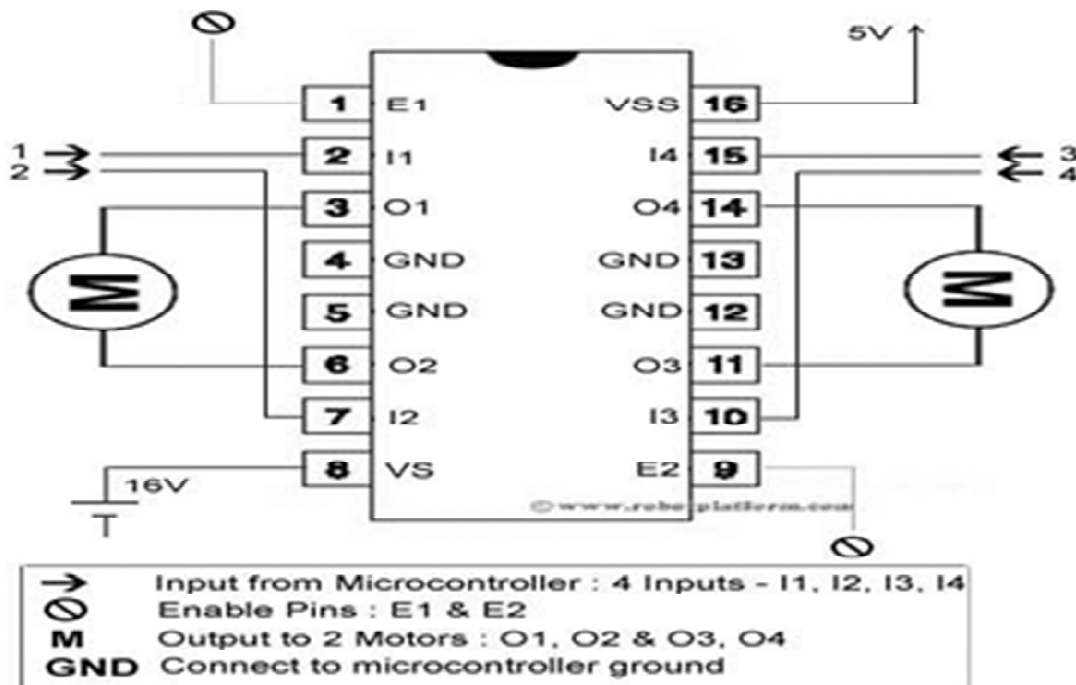 5V
1 E1 VSS 16
1 2 I1 I4 15 3
2 4
3 O1 O4 14
M 4 GND GND 13 M
5 GND GND 12
6 O2 O3 11
7 I2 I3 10
16V 8 VS E2 9
© www.robotplatform.com
→ Input from Microcontroller : 4 Inputs - I1, I2, I3, I4
Enable Pins : E1 & E2
M Output to 2 Motors : O1, O2 & O3, O4
GND Connect to microcontroller ground